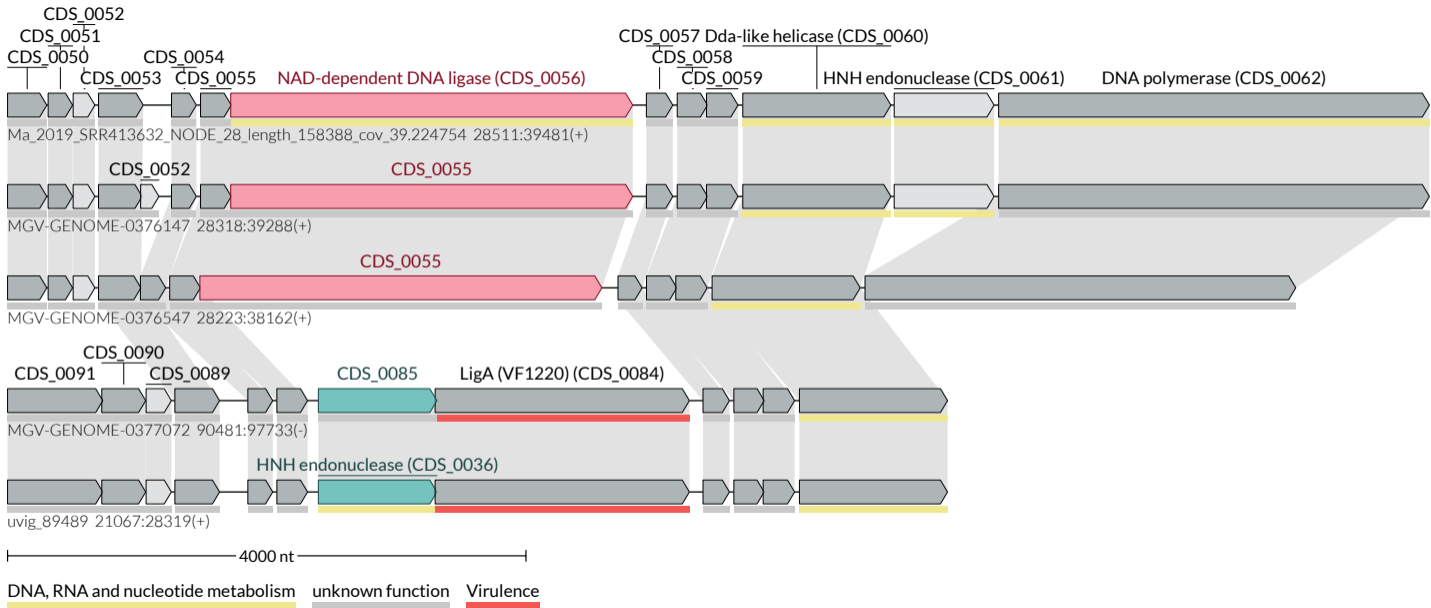 CDS_0052
CDS_0051
CDS_0057 Dda-like helicase (CDS_0060)
CDS_0050
CDS_0054
CDS_0058
CDS_0053
CDS_0055
NAD-dependent DNA ligase (CDS_0056)
CDS_0059
HNH endonuclease (CDS_0061)
DNA polymerase (CDS_0062)
Ma_2019_SRR413632_NODE_28_length_158388_cov_39.224754 28511:39481(+)
CDS_0052
CDS_0055
MGV-GENOME-0376147 28318:39288(+)
CDS_0055
MGV-GENOME-0376547 28223:38162(+)
CDS_0090
CDS_0091
CDS_0089
CDS_0085
LigA (VF1220) (CDS_0084)
MGV-GENOME-0377072 90481:97733(-)
HNH endonuclease (CDS_0036)
uvig_89489 21067:28319(+)
4000 nt
DNA, RNA and nucleotide metabolism
unknown function
Virulence